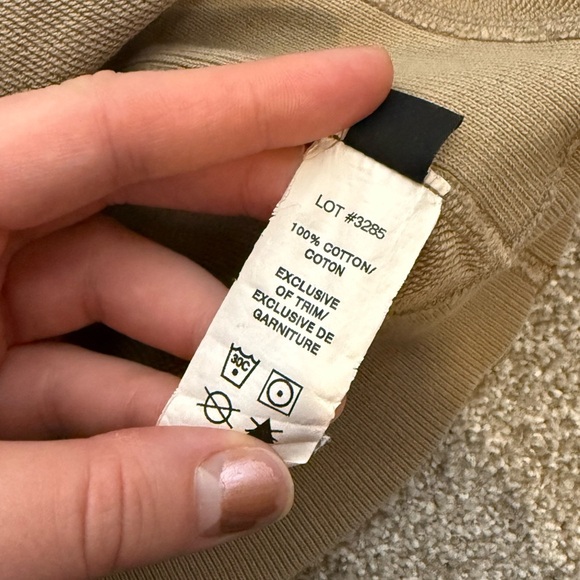 LOT #3285
100% COTTON/
COTON
EXCLUSIVE
OF TRIM/
EXCLUSIVE DE
GARNITURE
30C